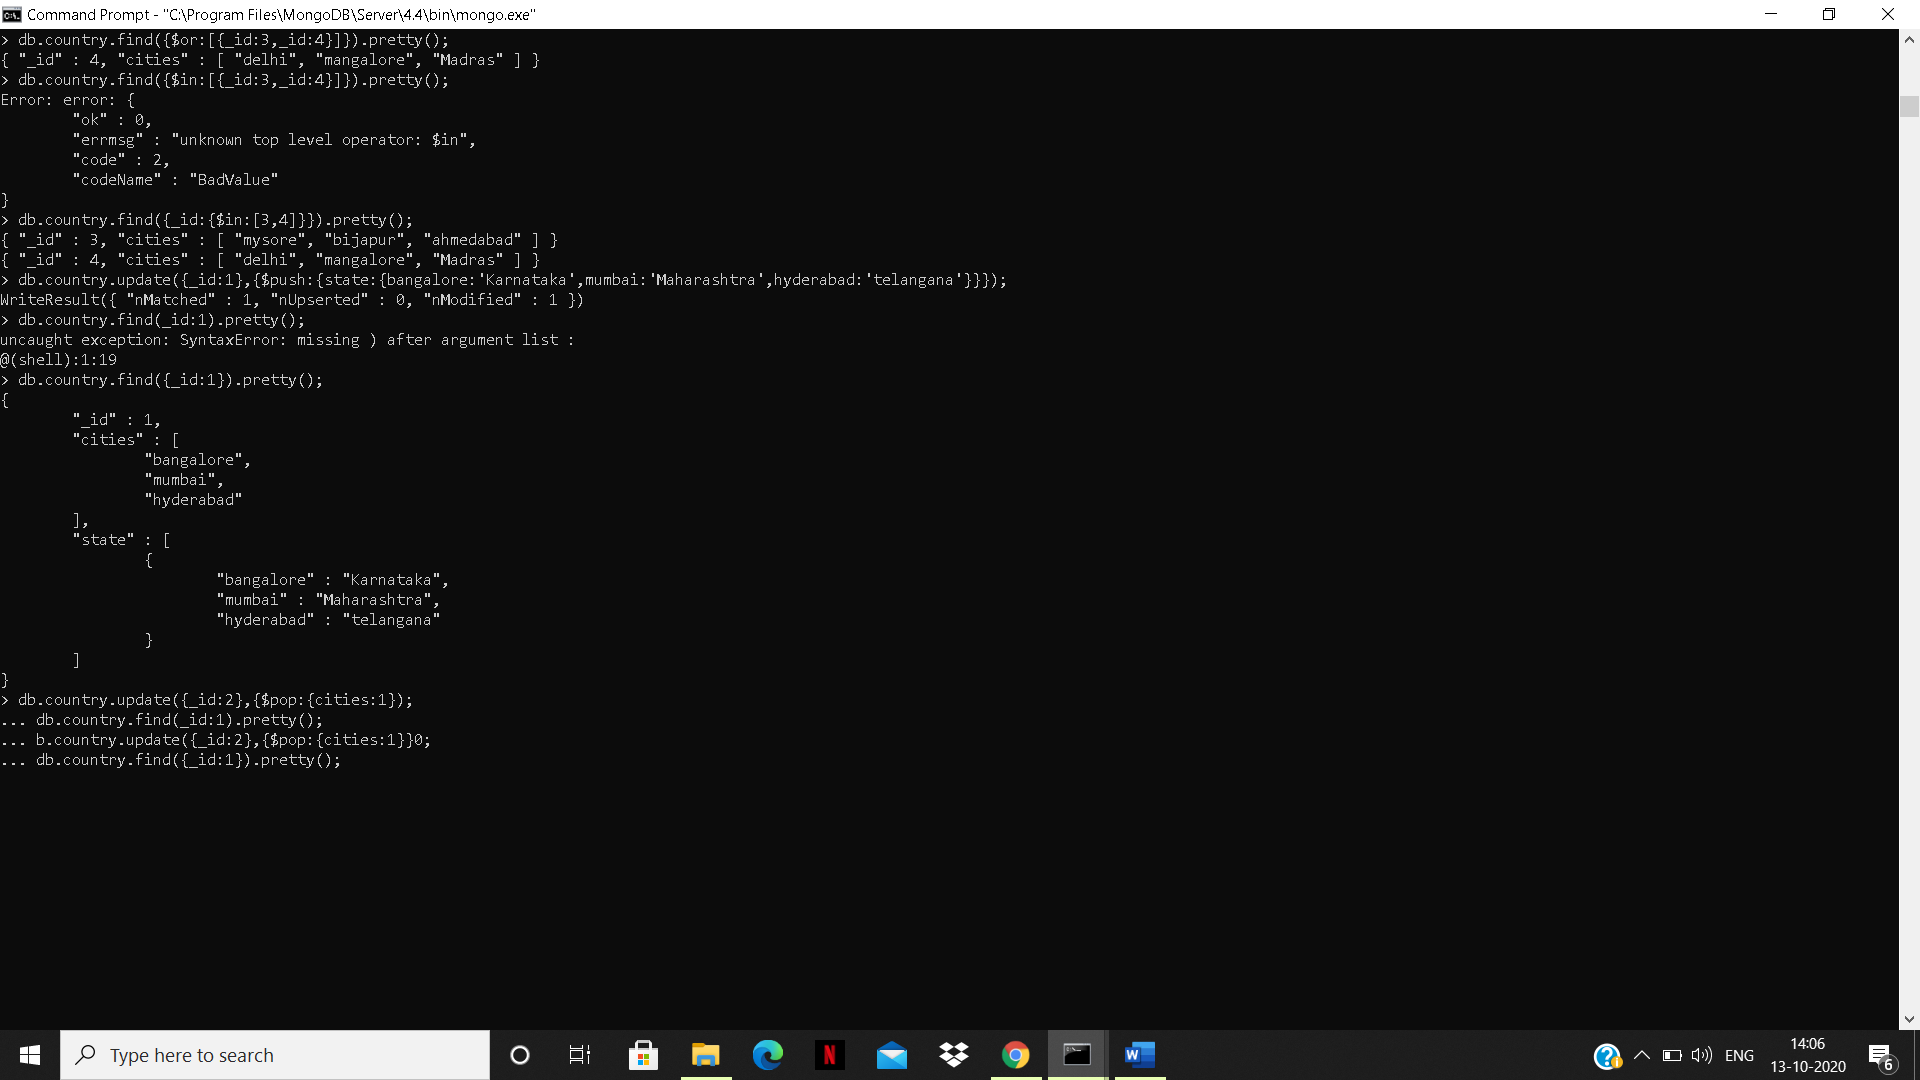 Command Prompt - "C:\Program Files\MongoDB\Server\4.4\bin\mongo.exe"
> db.country.find({$or:[{_id:3,_id:4}]}).pretty();
{ "_id" : 4, "cities" : [ "delhi", "mangalore", "Madras" ] }
> db.country.find({$in:[{_id:3,_id:4}]}).pretty();
Error: error: {
        "ok" : 0,
        "errmsg" : "unknown top level operator: $in",
        "code" : 2,
        "codeName" : "BadValue"
}
> db.country.find({_id:{$in:[3,4]}}).pretty();
{ "_id" : 3, "cities" : [ "mysore", "bijapur", "ahmedabad" ] }
{ "_id" : 4, "cities" : [ "delhi", "mangalore", "Madras" ] }
> db.country.update({_id:1},{$push:{state:{bangalore:'Karnataka',mumbai:'Maharashtra',hyderabad:'telangana'}}});
WriteResult({ "nMatched" : 1, "nUpserted" : 0, "nModified" : 1 })
> db.country.find(_id:1).pretty();
uncaught exception: SyntaxError: missing ) after argument list :
@(shell):1:19
> db.country.find({_id:1}).pretty();
{
        "_id" : 1,
        "cities" : [
                "bangalore",
                "mumbai",
                "hyderabad"
        ],
        "state" : [
                {
                        "bangalore" : "Karnataka",
                        "mumbai" : "Maharashtra",
                        "hyderabad" : "telangana"
                }
        ]
}
> db.country.update({_id:2},{$pop:{cities:1});
... db.country.find(_id:1).pretty();
... b.country.update({_id:2},{$pop:{cities:1}}0;
... db.country.find({_id:1}).pretty();
Type here to search
N
W
ENG
14:06
13-10-2020
6